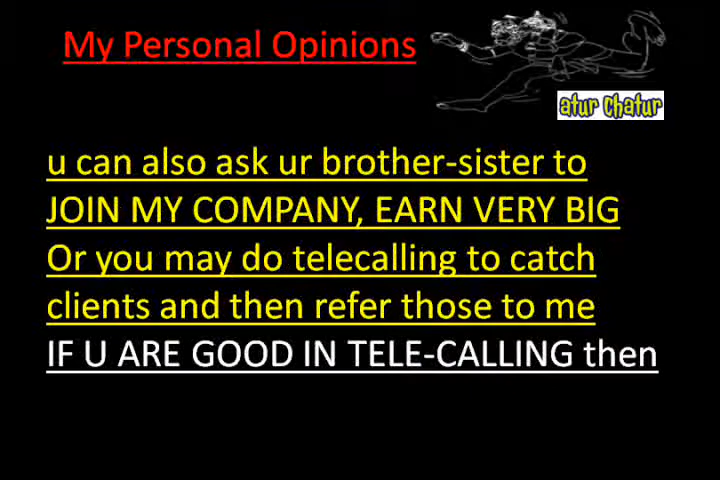 My Personal Opinions
atur chatur
u can also ask ur brother-sister to
JOIN MY COMPANY, EARN VERY BIG
Or you may do telecalling to catch
clients and then refer those to me
IF U ARE GOOD IN TELE-CALLING then